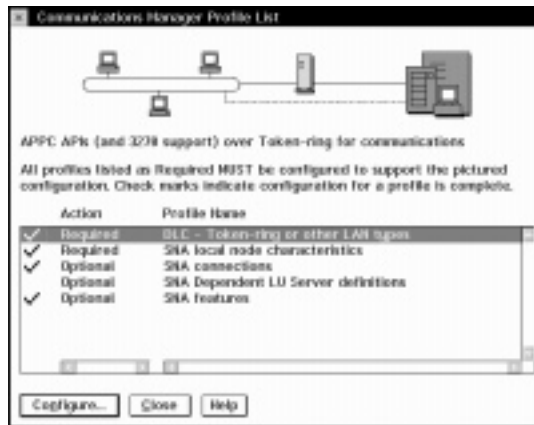 Communications Manager Profile List
APPC APIs (and 3270 support) over Token-ring for communications
All profiles listed as Required MUST be configured to support the pictured
configuration. Check marks indicate configuration for a profile is complete.
Action Profile Name
Required DLC - Token-ring or other LAN types
Required SNA local node characteristics
Optional SNA connections
Optional SNA Dependent LU Server definitions
Optional SNA features
Configure... Close Help